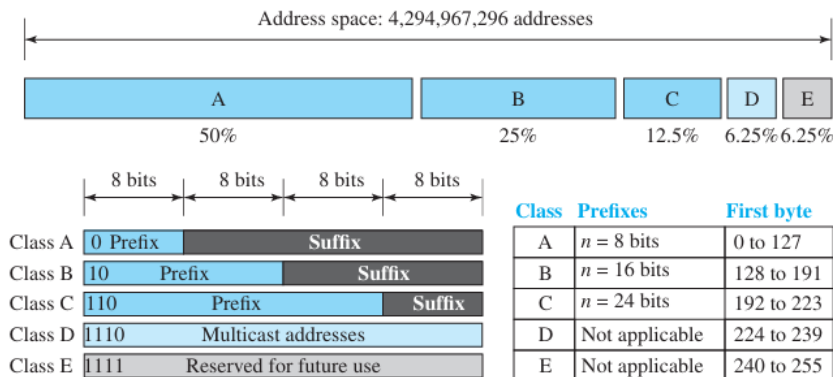 Address space: 4,294,967,296 addresses
A B C D E
50% 25% 12.5% 6.25% 6.25%
8 bits 8 bits 8 bits 8 bits
Class A 0 Prefix Suffix
Class B 10 Prefix Suffix
Class C 110 Prefix Suffix
Class D 1110 Multicast addresses
Class E 1111 Reserved for future use
Class Prefixes First byte
A n = 8 bits 0 to 127
B n = 16 bits 128 to 191
C n = 24 bits 192 to 223
D Not applicable 224 to 239
E Not applicable 240 to 255